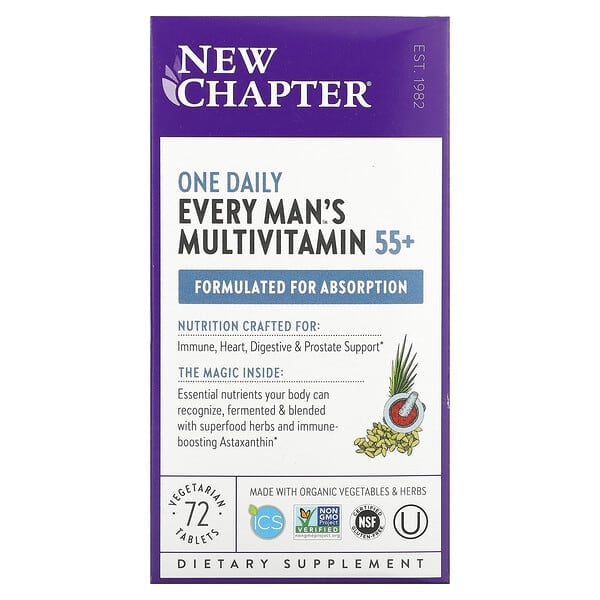 NEW
CHAPTER®
EST. 1982
ONE DAILY
EVERY MAN'S™
MULTIVITAMIN 55+
FORMULATED FOR ABSORPTION
NUTRITION CRAFTED FOR:
Immune, Heart, Digestive & Prostate Support*
THE MAGIC INSIDE:
Essential nutrients your body can
recognize, fermented & blended
with superfood herbs and immune-
boosting Astaxanthin*
VEGETARIAN
72
TABLETS
MADE WITH ORGANIC VEGETABLES & HERBS
ICS
NON
GMO
Project
VERIFIED
nongmoproject.org
CERTIFIED
NSF
GLUTEN-FREE
U
DIETARY SUPPLEMENT